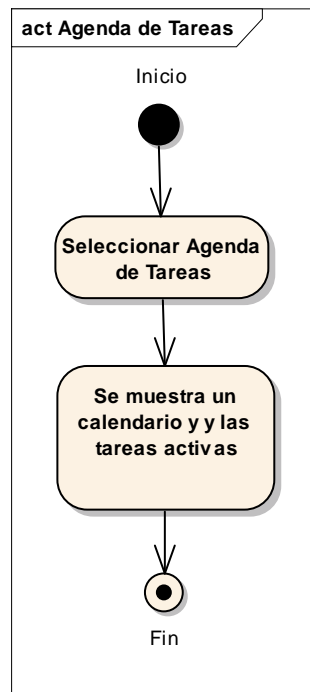 act Agenda de Tareas
Inicio
Seleccionar Agenda
de Tareas
Se muestra un
calendario y y las
tareas activas
Fin